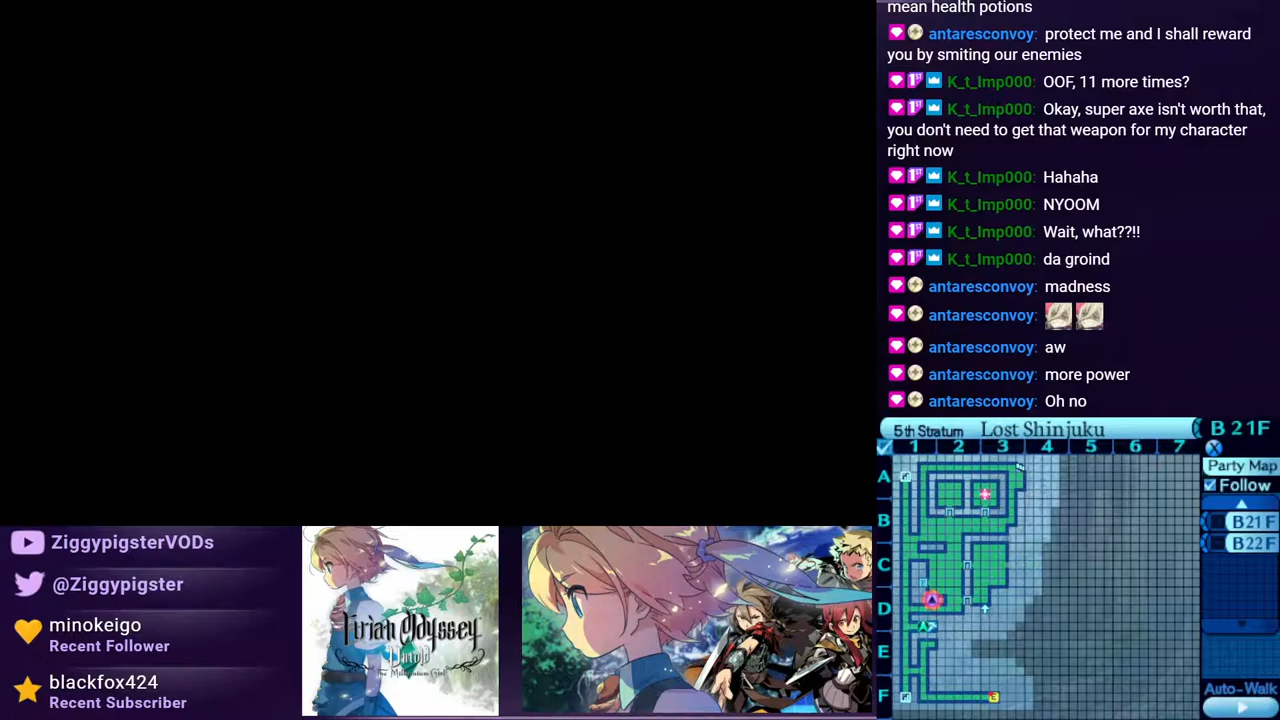 mean health potions
antaresconvoy: protect me and I shall reward
you by smiting our enemies
K_t_Imp000: OOF, 11 more times?
K_t_Imp000: Okay, super axe isn't worth that,
you don't need to get that weapon for my character
right now
K_t_Imp000: Hahaha
K_t_Imp000: NYOOM
K_t_Imp000: Wait, what??!!
K_t_Imp000: da groind
antaresconvoy: madness
antaresconvoy:
antaresconvoy: aw
antaresconvoy: more power
antaresconvoy: Oh no
5th Stratum Lost Shinjuku B 21F
1 2 3 4 5 6 7 X
A
B
C
D
E
F
Party Map
Follow
B21F
B22F
Auto-Walk
ZiggypigsterVODs
@Ziggypigster
minokeigo
Recent Follower
blackfox424
Recent Subscriber
Odyssey
Untold
The Millennium Girl